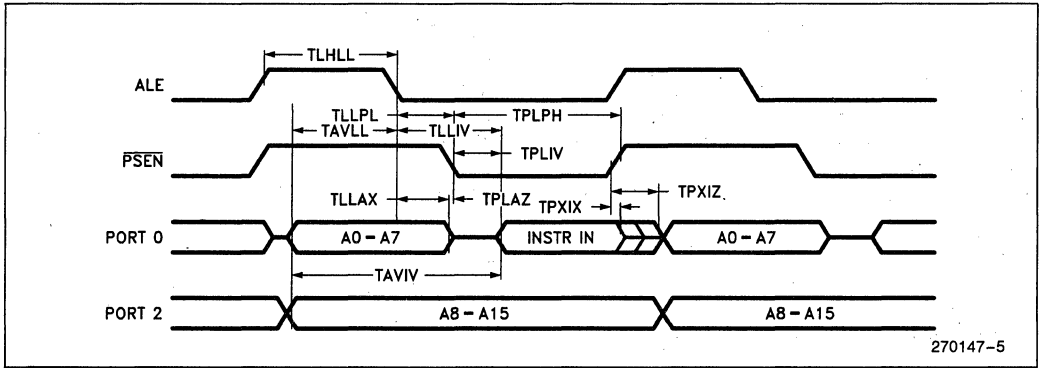 TLHLL
ALE
TLLPL
TPLPH
TAVLL
TLLIV
PSEN
TPLIV
TLLAX
TPLAZ
TPXIZ
TPXIX
PORT 0
A0 – A7
INSTR IN
A0 – A7
TAVIV
PORT 2
A8 – A15
A8 – A15
270147–5